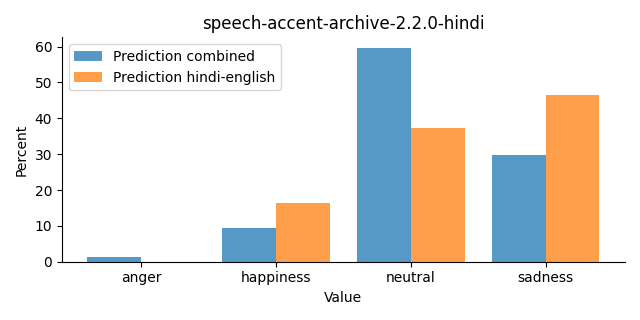 speech-accent-archive-2.2.0-hindi
Prediction combined
Prediction hindi-english
Percent
60
50
40
30
20
10
0
anger happiness neutral sadness
Value